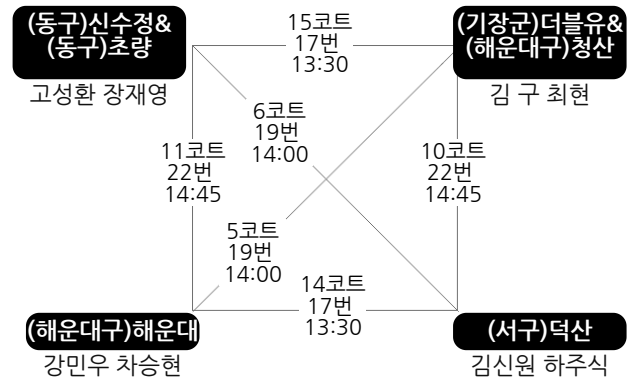 (동구)신수정&
(동구)초량
고성환 장재영
15코트
17번
13:30
(기장군)더블유&
(해운대구)청산
김 구 최현
6코트
19번
14:00
11코트
22번
14:45
10코트
22번
14:45
5코트
19번
14:00
14코트
17번
13:30
(해운대구)해운대
강민우 차승현
(서구)덕산
김신원 하주식